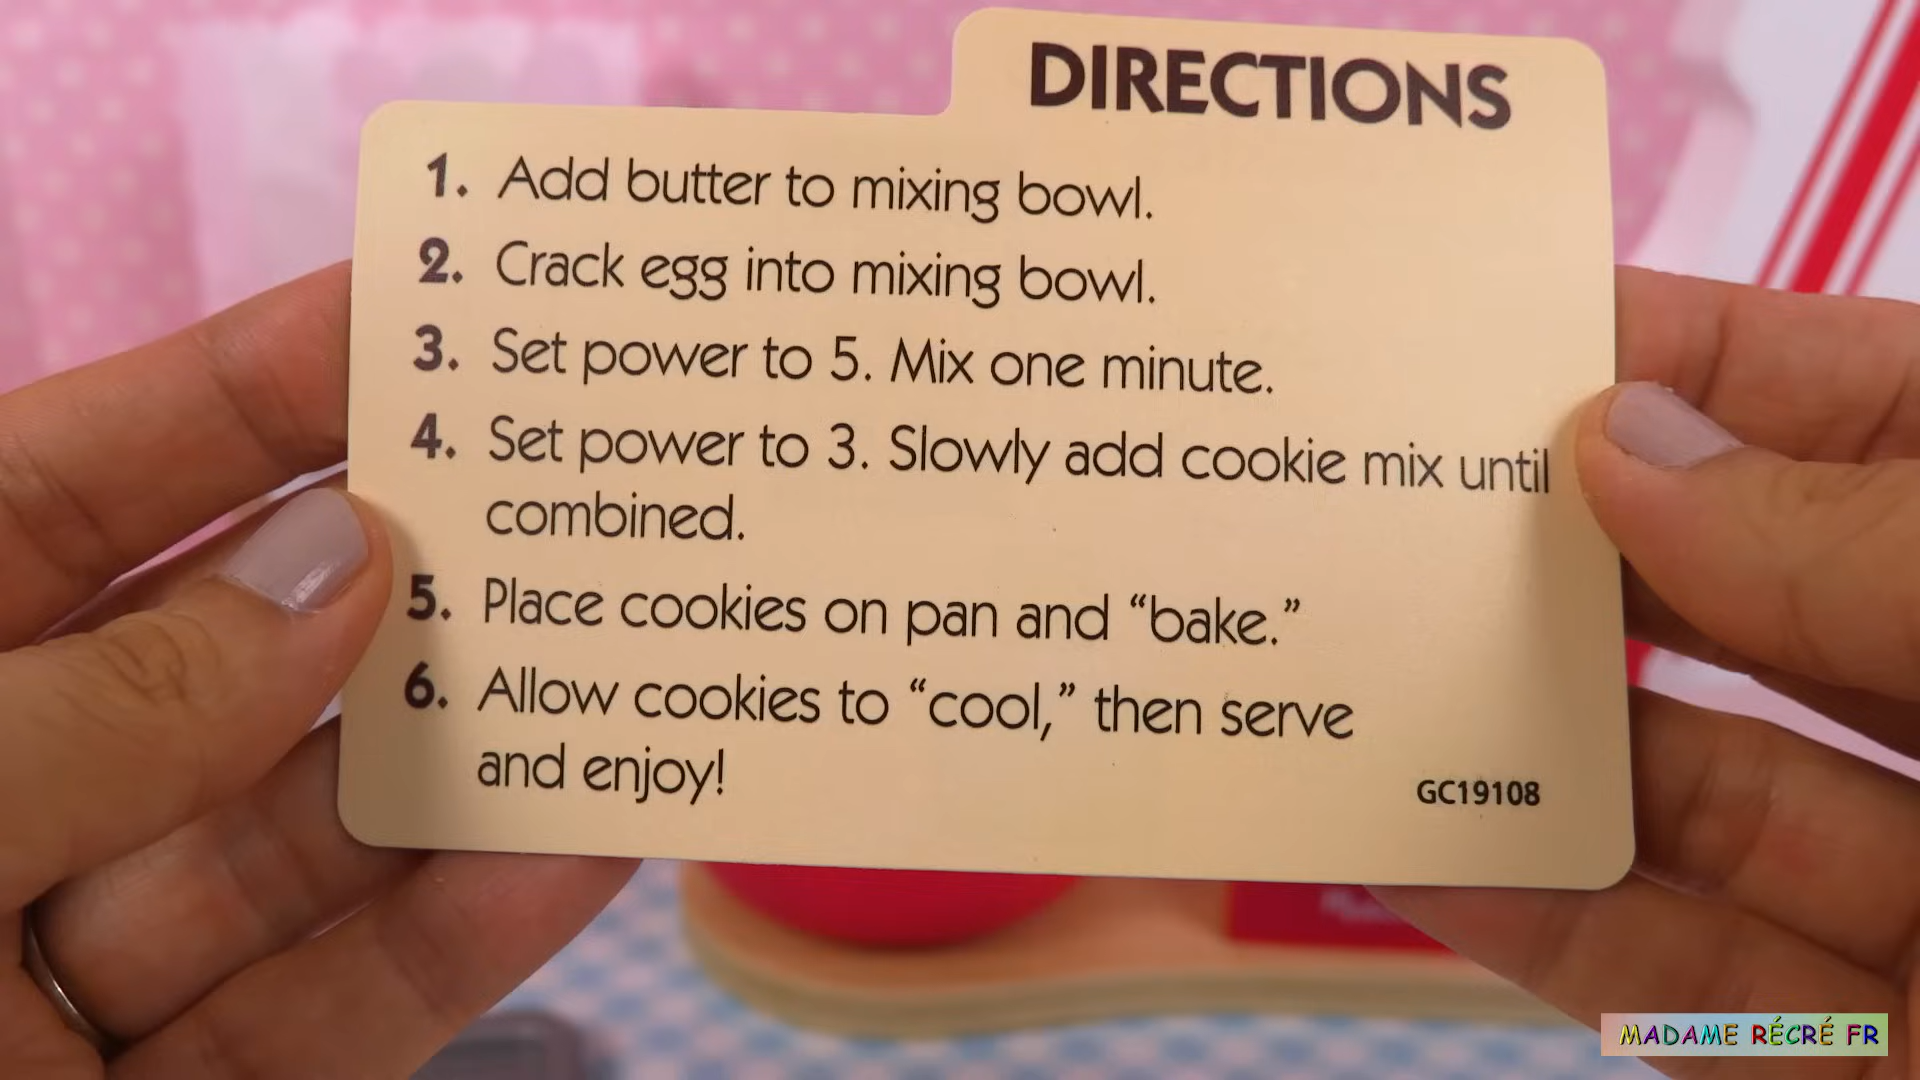 DIRECTIONS
1. Add butter to mixing bowl.
2. Crack egg into mixing bowl.
3. Set power to 5. Mix one minute.
4. Set power to 3. Slowly add cookie mix until
combined.
5. Place cookies on pan and “bake.”
6. Allow cookies to “cool,” then serve
and enjoy!
GC19108
MADAME RÉCRÉ FR